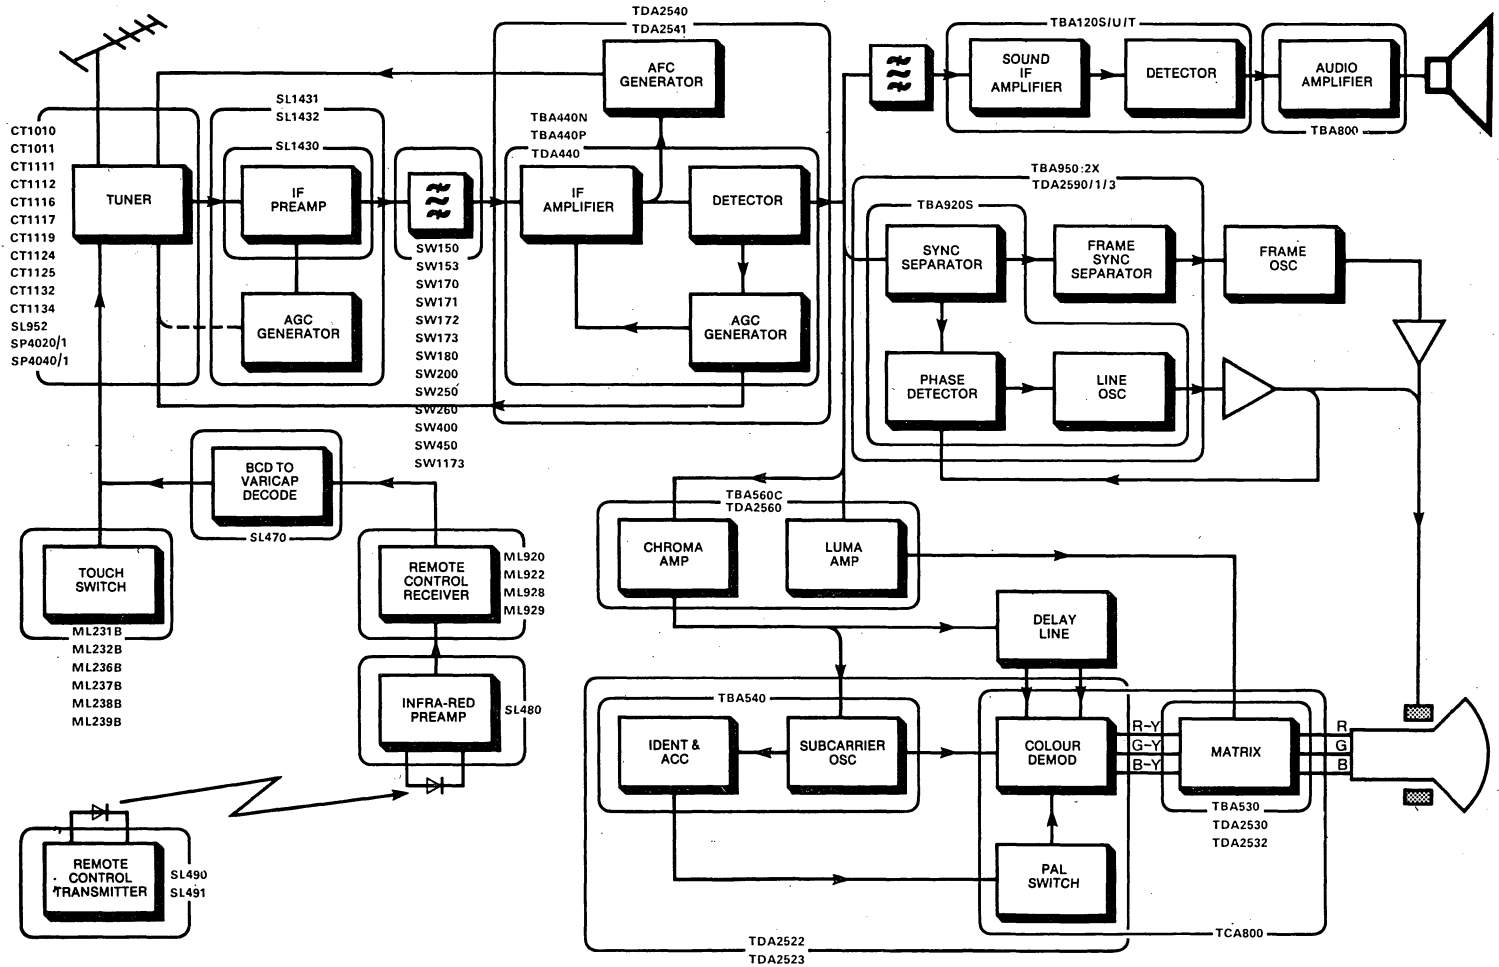 TDA2540
TDA2541
AFC
GENERATOR
TBA120S/U/T
SOUND
IF
AMPLIFIER
DETECTOR
AUDIO
AMPLIFIER
TBA800
SL1431
SL1432
SL1430
CT1010
CT1011
CT1111
CT1112
CT1116
CT1117
CT1119
CT1124
CT1125
CT1132
CT1134
SL952
SP4020/1
SP4040/1
TUNER
IF
PREAMP
AGC
GENERATOR
SW150
SW153
SW170
SW171
SW172
SW173
SW180
SW200
SW250
SW260
SW400
SW450
SW1173
TBA440N
TBA440P
TDA440
IF
AMPLIFIER
DETECTOR
AGC
GENERATOR
TBA950:2X
TDA2590/1/3
TBA920S
SYNC
SEPARATOR
FRAME
SYNC
SEPARATOR
FRAME
OSC
PHASE
DETECTOR
LINE
OSC
BCD TO
VARICAP
DECODE
SL470
TOUCH
SWITCH
ML231B
ML232B
ML236B
ML237B
ML238B
ML239B
REMOTE
CONTROL
RECEIVER
ML920
ML922
ML928
ML929
INFRA-RED
PREAMP
SL480
REMOTE
CONTROL
TRANSMITTER
SL490
SL491
TBA560C
TDA2560
CHROMA
AMP
LUMA
AMP
DELAY
LINE
TBA540
IDENT &
ACC
SUBCARRIER
OSC
COLOUR
DEMOD
R-Y
G-Y
B-Y
MATRIX
R
G
B
TBA530
TDA2530
TDA2532
PAL
SWITCH
TCA800
TDA2522
TDA2523